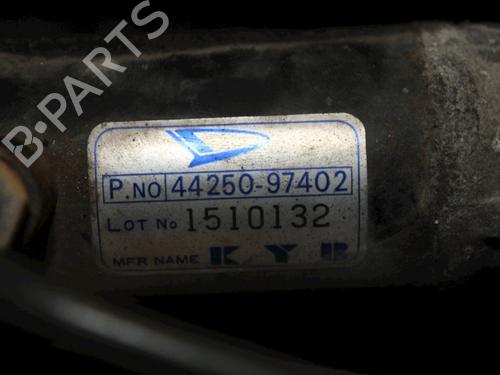 B-PARTS
P.NO 44250-97402
LOT NO 1510132
MFR NAME KYB